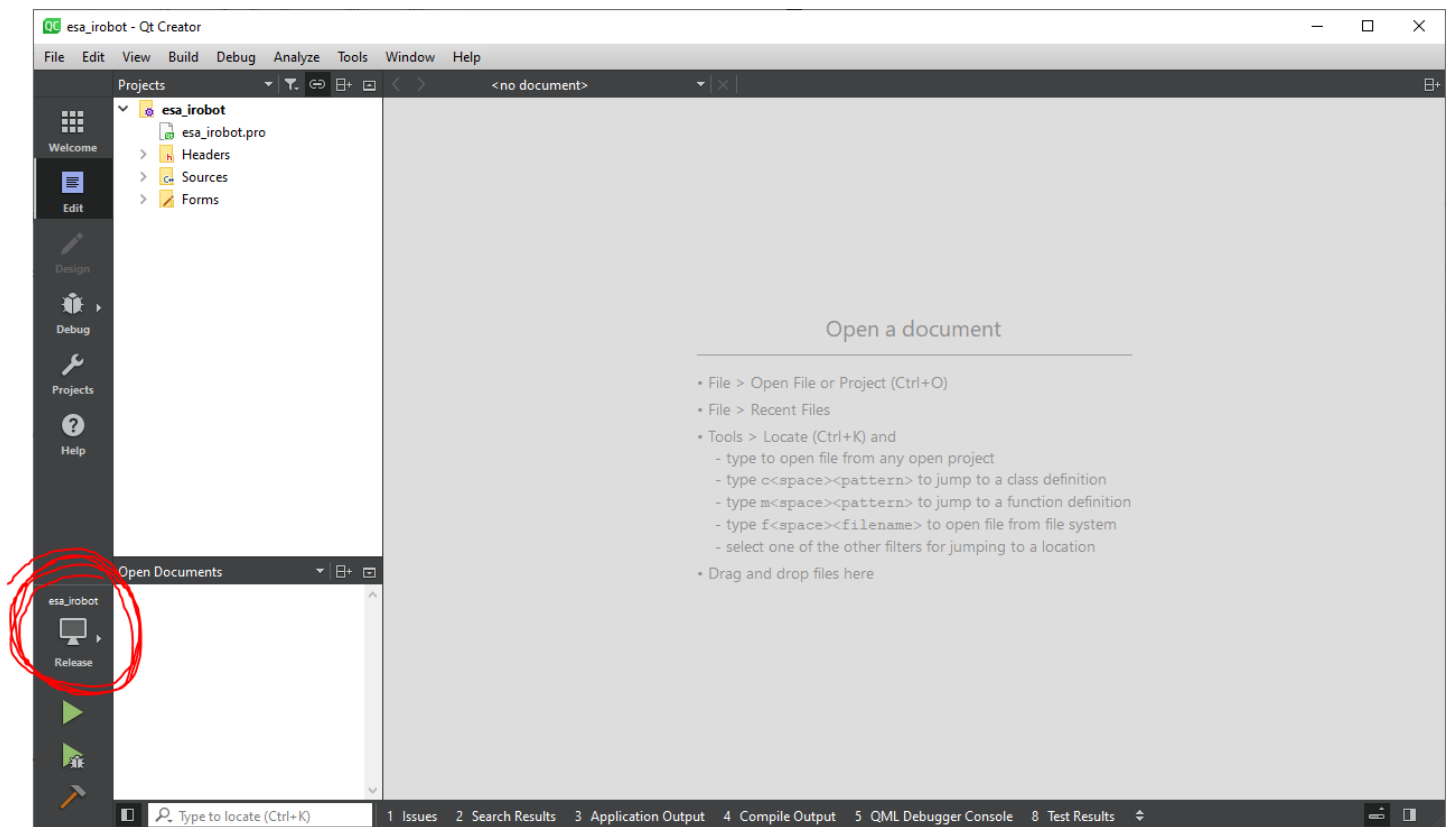 QC esa_irobot - Qt Creator
File Edit View Build Debug Analyze Tools Window Help
Projects <no document>
Welcome
Edit
Design
Debug
Projects
Help
esa_irobot
esa_irobot.pro
Headers
Sources
Forms
Open a document
• File > Open File or Project (Ctrl+O)
• File > Recent Files
• Tools > Locate (Ctrl+K) and
- type to open file from any open project
- type c<space><pattern> to jump to a class definition
- type m<space><pattern> to jump to a function definition
- type f<space><filename> to open file from file system
- select one of the other filters for jumping to a location
• Drag and drop files here
Open Documents
esa_irobot
Release
Type to locate (Ctrl+K) 1 Issues 2 Search Results 3 Application Output 4 Compile Output 5 QML Debugger Console 8 Test Results